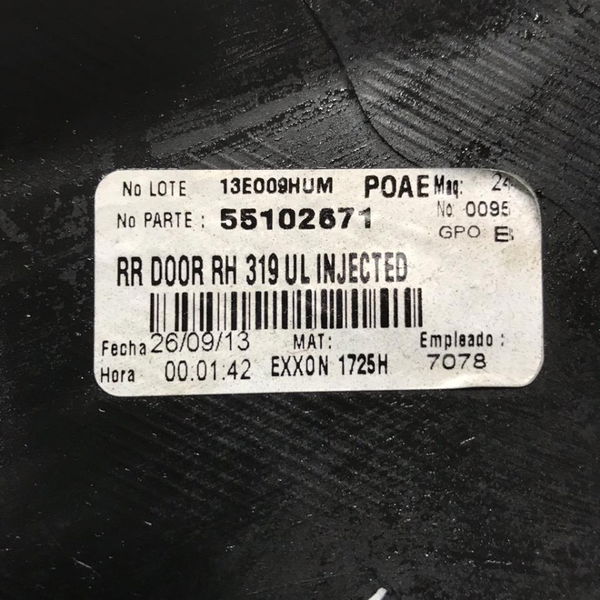 No LOTE 13E009HUM POAE Maq: 24
No PARTE : 55102671 No 0095
GPO E
RR DOOR RH 319 UL INJECTED
Fecha 26/09/13 MAT: Empleado :
Hora 00.01.42 EXXON 1725H 7078